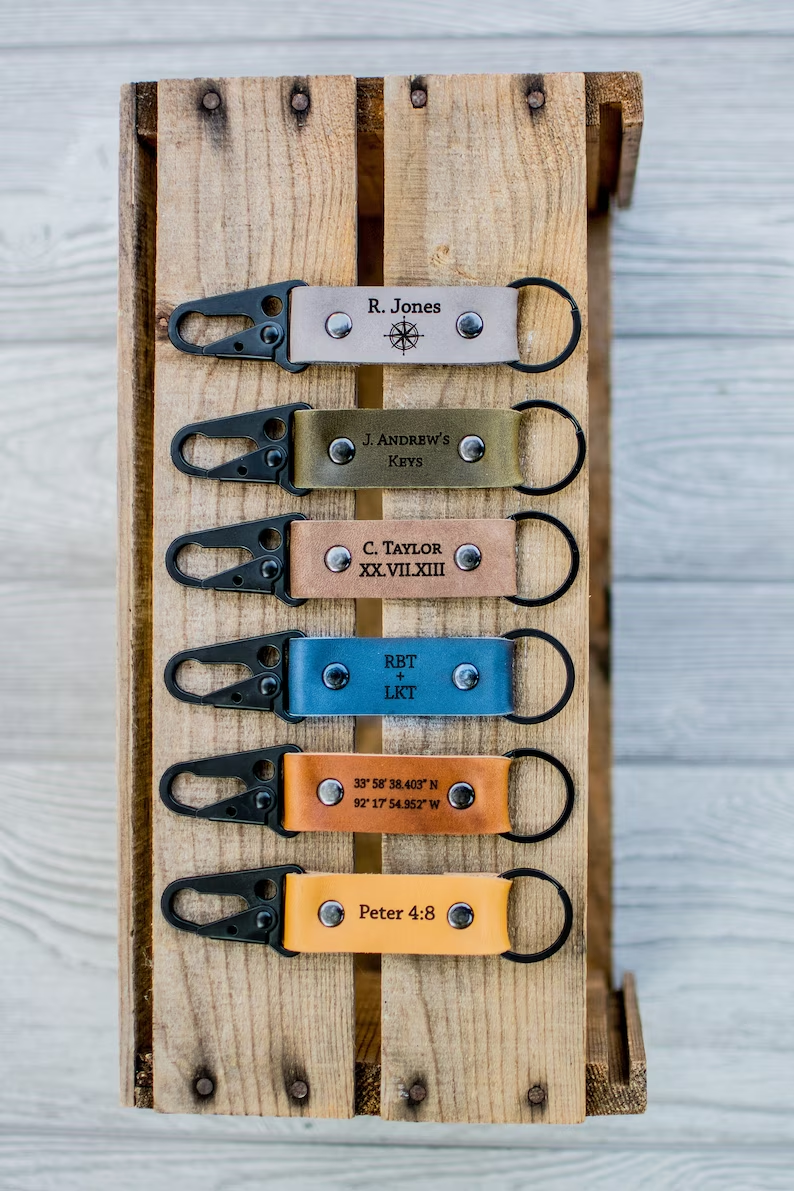 R. Jones
J. Andrew's
Keys
C. Taylor
XX.VII.XIII
RBT
+
LKT
33° 58' 38.403" N
92° 17' 54.952" W
Peter 4:8